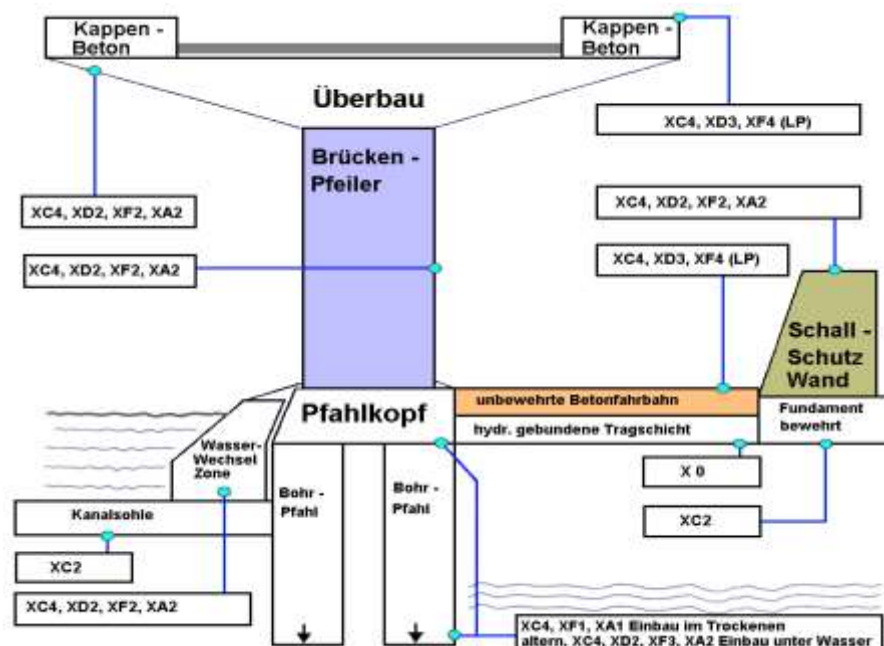 Kappen -
Beton
Kappen -
Beton
Überbau
XC4, XD3, XF4 (LP)
Brücken -
Pfeiler
XC4, XD2, XF2, XA2
XC4, XD2, XF2, XA2
XC4, XD2, XF2, XA2
XC4, XD3, XF4 (LP)
Schall -
Schutz
Wand
unbewehrte Betonfahrbahn
Pfahlkopf
hydr. gebundene Tragschicht
Fundament
bewehrt
Wasser-
Wechsel
Zone
Bohr -
Pfahl
Bohr -
Pfahl
X 0
Kanalsohle
XC2
XC2
XC4, XD2, XF2, XA2
XC4, XF1, XA1 Einbau im Trockenen
altern. XC4, XD2, XF3, XA2 Einbau unter Wasser